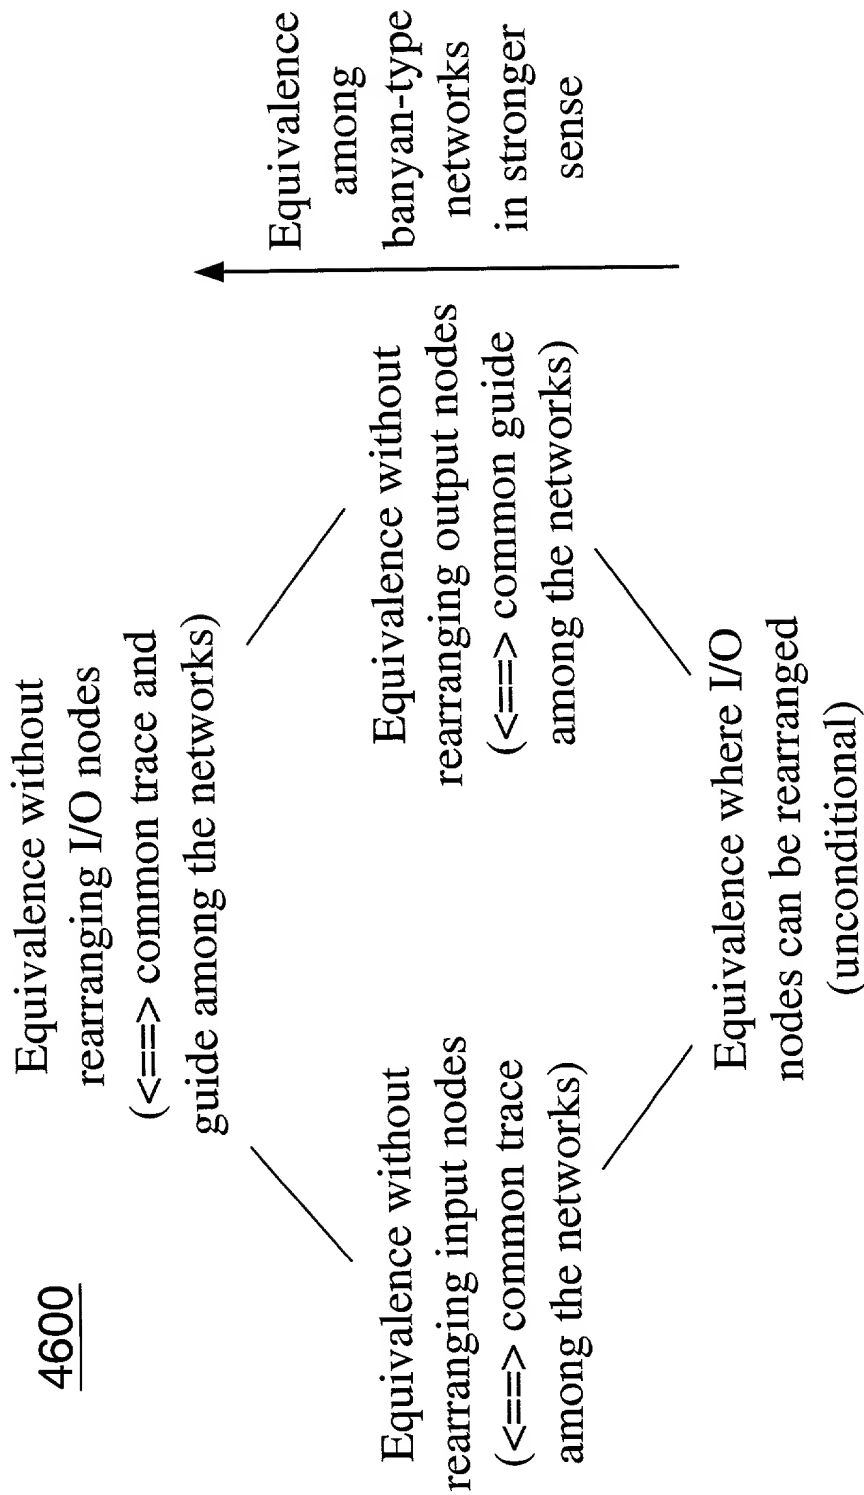 4600
Equivalence without
rearranging I/O nodes
(<==> common trace and
guide among the networks)
Equivalence without
rearranging input nodes
(<==> common trace
among the networks)
Equivalence without
rearranging output nodes
(<==> common guide
among the networks)
Equivalence where I/O
nodes can be rearranged
(unconditional)
Equivalence
among
banyan-type
networks
in stronger
sense